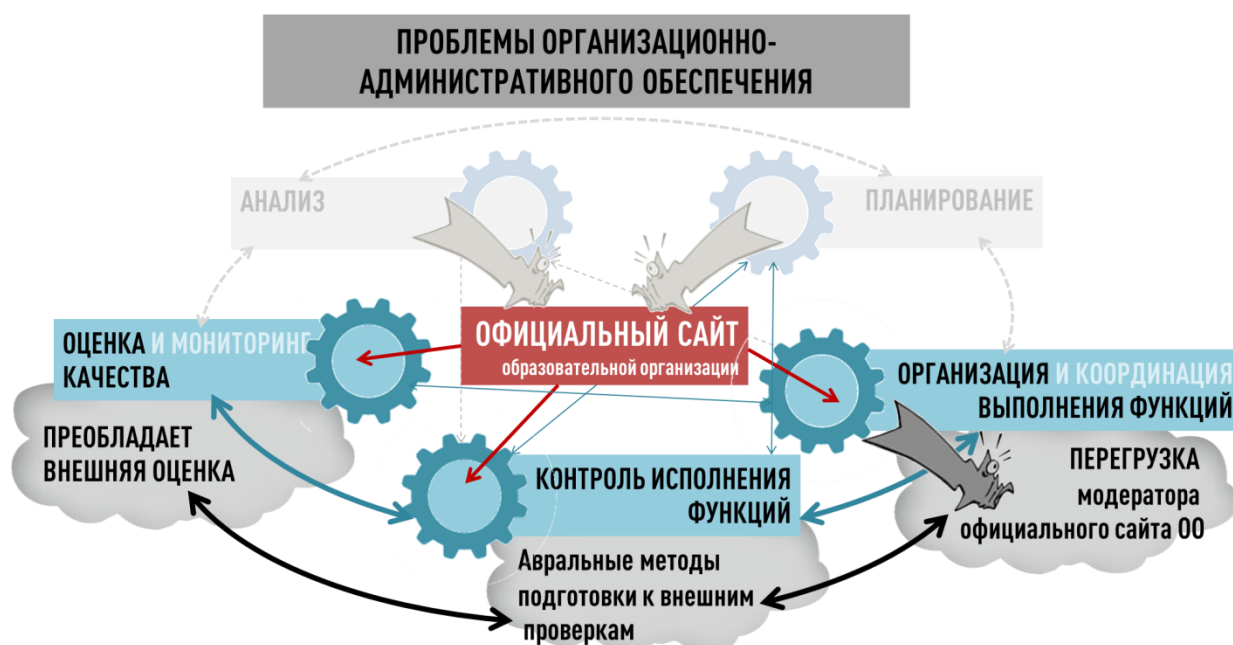 ПРОБЛЕМЫ ОРГАНИЗАЦИОННО-
АДМИНИСТРАТИВНОГО ОБЕСПЕЧЕНИЯ
АНАЛИЗ
ПЛАНИРОВАНИЕ
ОФИЦИАЛЬНЫЙ САЙТ
образовательной организации
ОЦЕНКА И МОНИТОРИНГ
КАЧЕСТВА
ОРГАНИЗАЦИЯ И КООРДИНАЦИЯ
ВЫПОЛНЕНИЯ ФУНКЦИЙ
ПРЕОБЛАДАЕТ
ВНЕШНЯЯ ОЦЕНКА
КОНТРОЛЬ ИСПОЛНЕНИЯ
ФУНКЦИЙ
ПЕРЕГРУЗКА
модератора
официального сайта ОО
Авральные методы
подготовки к внешним
проверкам